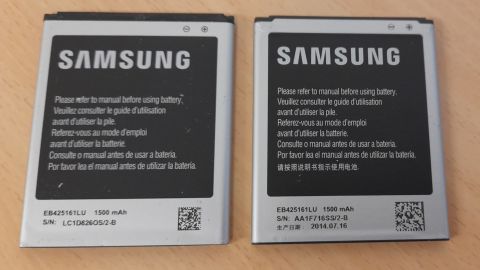 SAMSUNG
Please refer to manual before using battery.
Veuillez consulter le guide d'utilisation
avant d'utiliser la pile.
Referez-vous au mode d'emploi
avant d'utiliser la batterie.
Consulte o manual antes de usar a bateria.
Por favor lea el manual antes de utilizar la bateria.
EB425161LU 1500 mAh
S/N: LC1D826OS/2-B
SAMSUNG
Please refer to manual before using battery.
Veuillez consulter le guide d'utilisation
avant d'utiliser la pile.
Referez-vous au mode d'emploi
avant d'utiliser la batterie.
Consulte o manual antes de usar a bateria.
Por favor lea el manual antes de utilizar la bateria.
请按照说明书指示使用电池.
EB425161LU 1500 mAh
S/N: AA1F716SS/2-B
生产日期: 2014.07.16